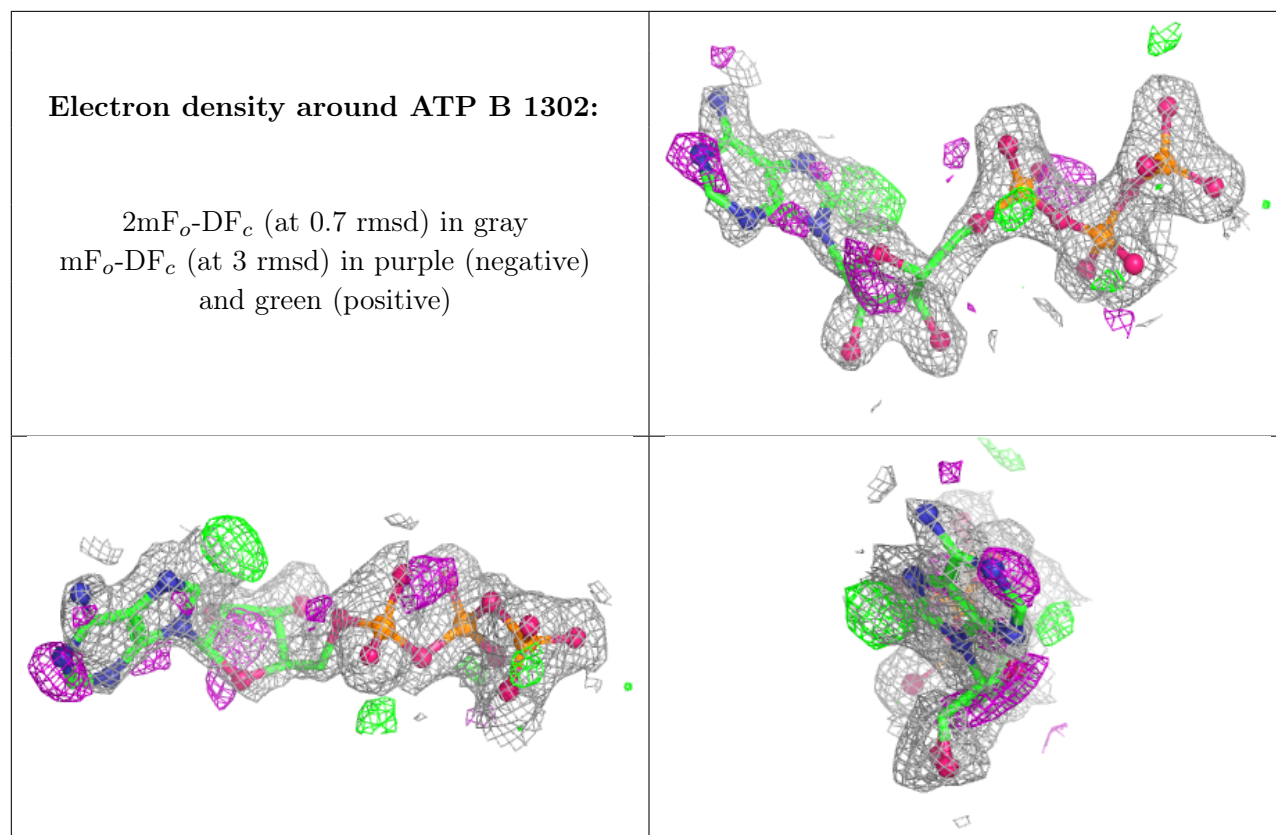 Electron density around ATP B 1302:
2mFo-DFc (at 0.7 rmsd) in gray
mFo-DFc (at 3 rmsd) in purple (negative)
and green (positive)